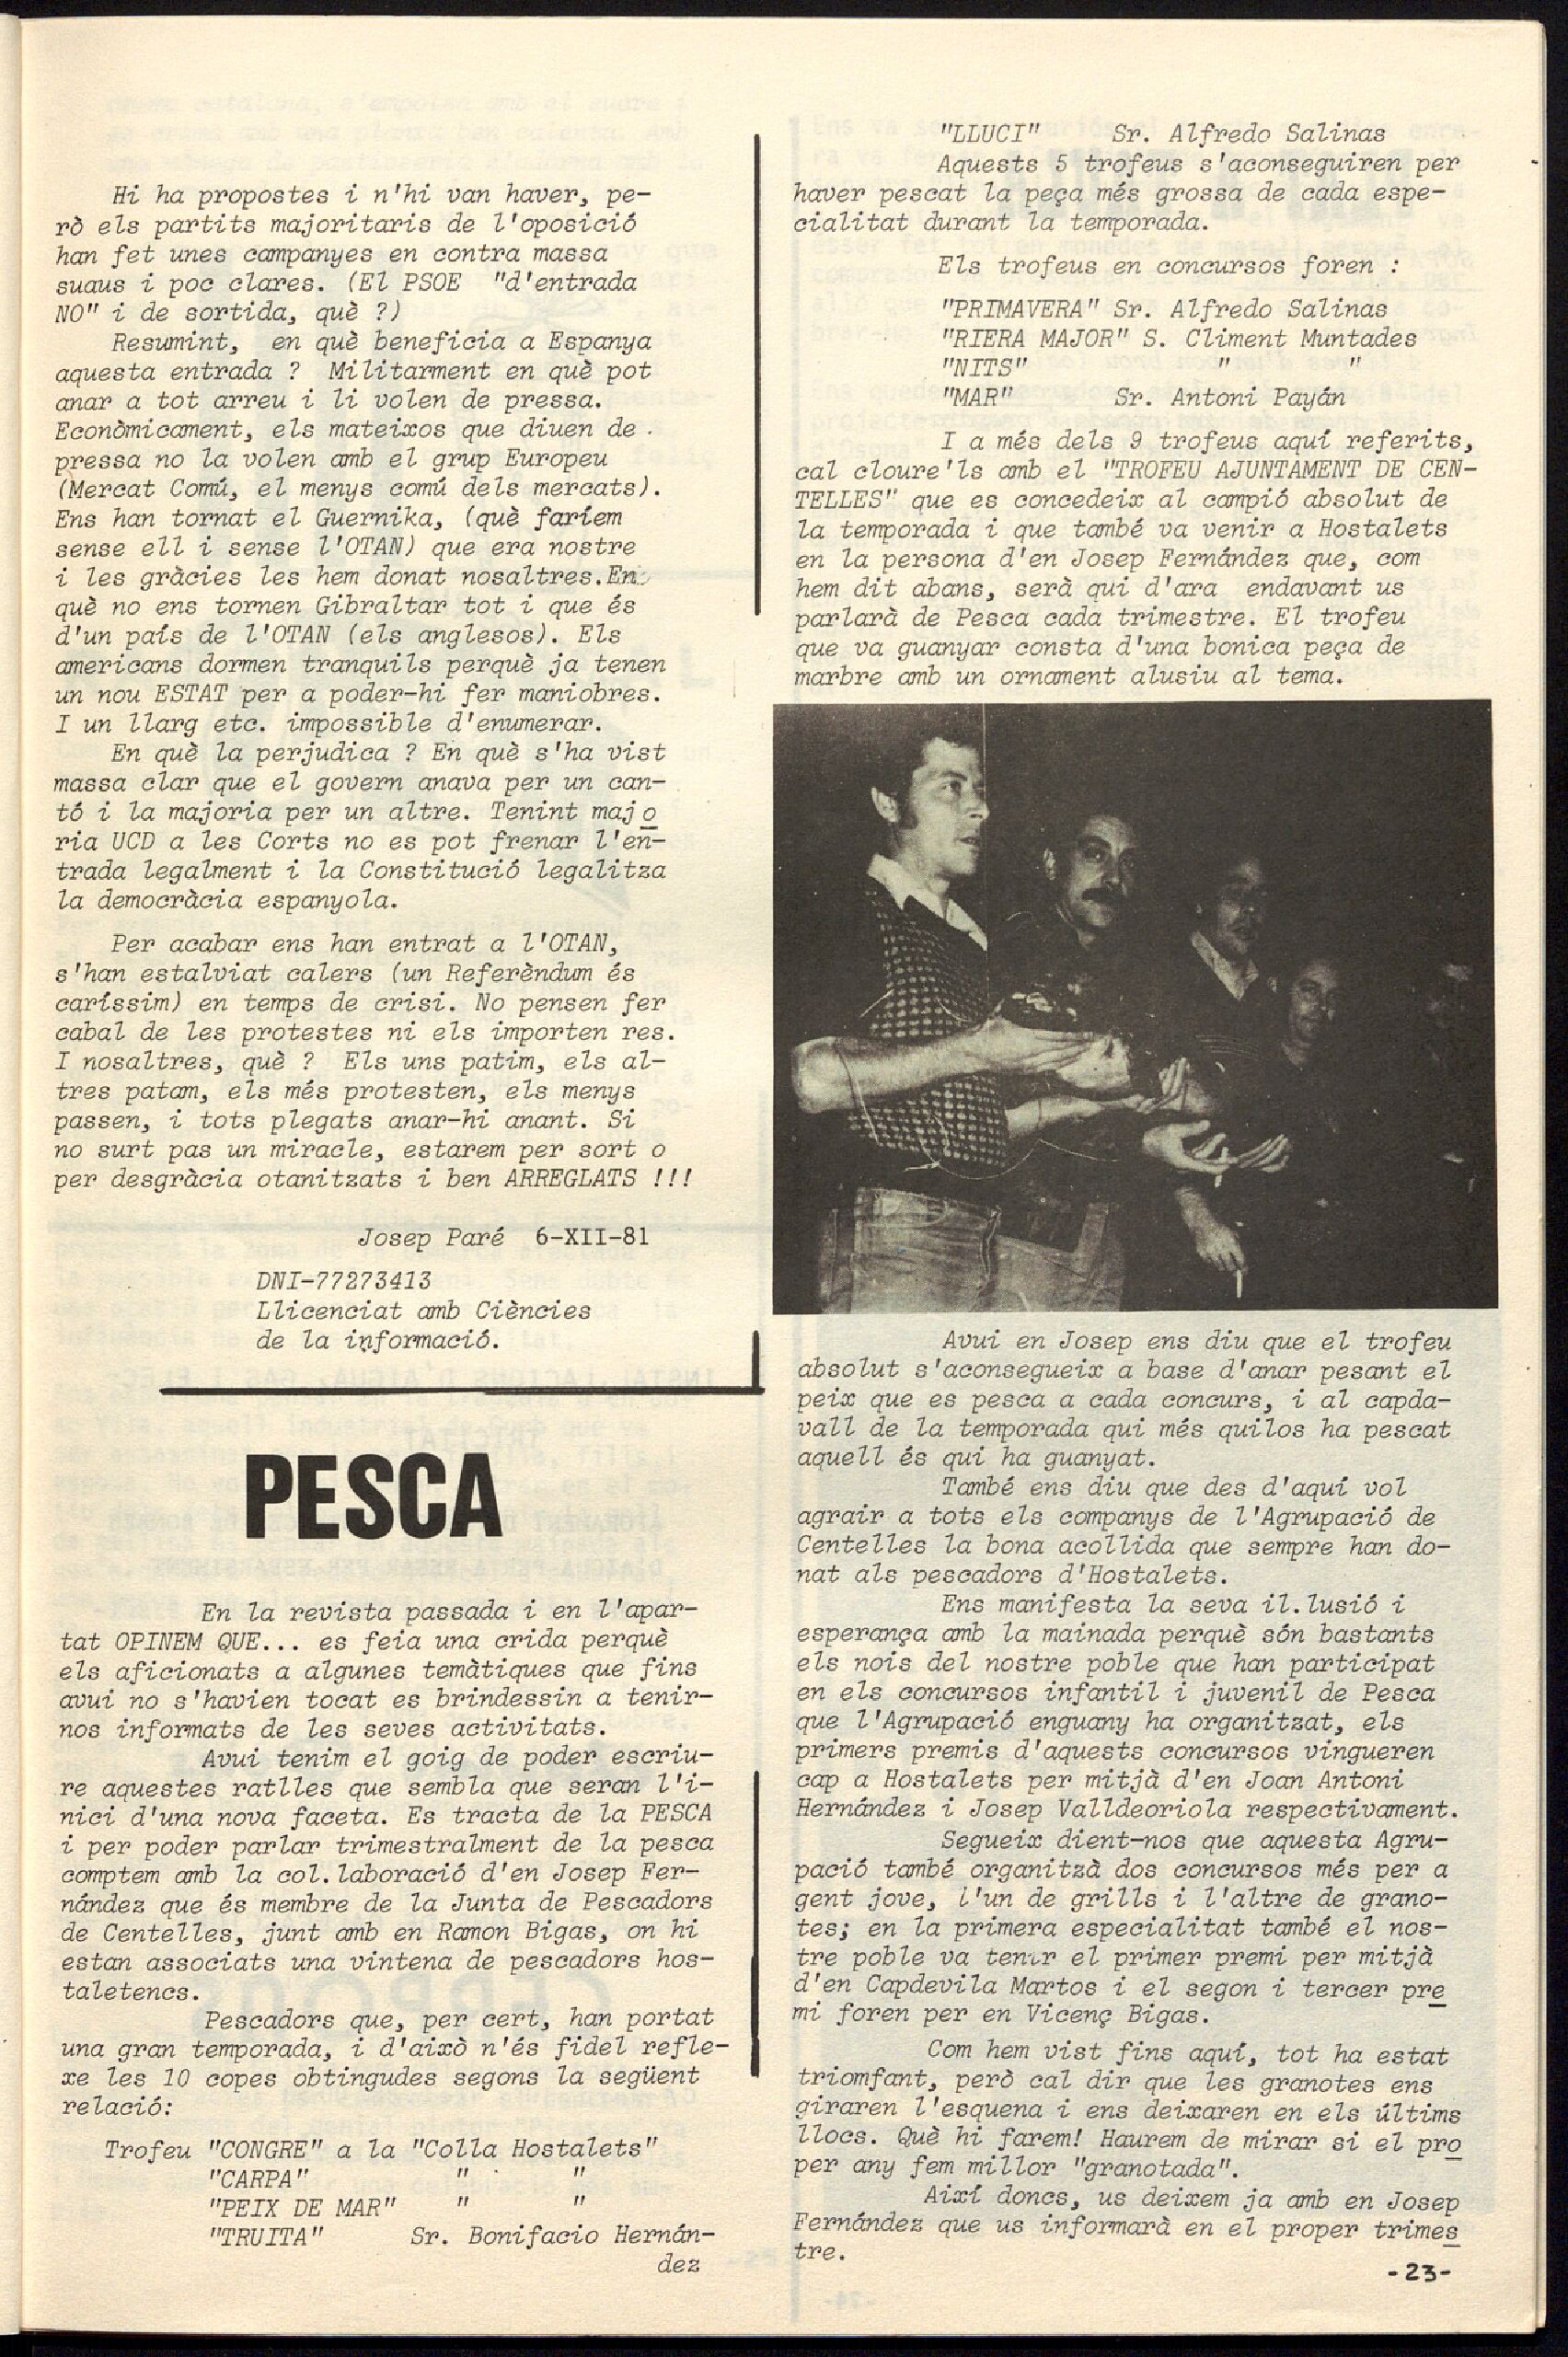 Hi ha propostes i n'hi van haver, pe-
rò els partits majoritaris de l'oposició
han fet unes campanyes en contra massa
suaus i poc clares. (El PSOE "d'entrada
NO" i de sortida, què ?)
Resumint, en què beneficia a Espanya
aquesta entrada ? Militarment en què pot
anar a tot arreu i li volen de pressa.
Econòmicament, els mateixos que diuen de
pressa no la volen amb el grup Europeu
(Mercat Comú, el menys comú dels mercats).
Ens han tornat el Guernika, (què faríem
sense ell i sense l'OTAN) que era nostre
i les gràcies les hem donat nosaltres.En
què no ens tornen Gibraltar tot i que és
d'un país de l'OTAN (els anglesos). Els
americans dormen tranquils perquè ja tenen
un nou ESTAT per a poder-hi fer maniobres.
I un llarg etc. impossible d'enumerar.
En què la perjudica ? En què s'ha vist
massa clar que el govern anava per un can-
tó i la majoria per un altre. Tenint majo
ria UCD a les Corts no es pot frenar l'en-
trada legalment i la Constitució legalitza
la democràcia espanyola.
Per acabar ens han entrat a l'OTAN,
s'han estalviat calers (un Referèndum és
caríssim) en temps de crisi. No pensen fer
cabal de les protestes ni els importen res.
I nosaltres, què ? Els uns patim, els al-
tres patam, els més protesten, els menys
passen, i tots plegats anar-hi anant. Si
no surt pas un miracle, estarem per sort o
per desgràcia otanitzats i ben ARREGLATS !!!
Josep Paré 6-XII-81
DNI-77273413
Llicenciat amb Ciències
de la informació.
PESCA
En la revista passada i en l'apar-
tat OPINEM QUE... es feia una crida perquè
els aficionats a algunes temàtiques que fins
avui no s'havien tocat es brindessin a tenir-
nos informats de les seves activitats.
Avui tenim el goig de poder escriu-
re aquestes ratlles que sembla que seran l'i-
nici d'una nova faceta. Es tracta de la PESCA
i per poder parlar trimestralment de la pesca
comptem amb la col.laboració d'en Josep Fer-
nández que és membre de la Junta de Pescadors
de Centelles, junt amb en Ramon Bigas, on hi
estan associats una vintena de pescadors hos-
taletencs.
Pescadors que, per cert, han portat
una gran temporada, i d'això n'és fidel refle-
xe les 10 copes obtingudes segons la següent
relació:
Trofeu "CONGRE" a la "Colla Hostalets"
"CARPA" " "
"PEIX DE MAR" " "
"TRUITA" Sr. Bonifacio Hernán-
dez
"LLUCI" Sr. Alfredo Salinas
Aquests 5 trofeus s'aconseguiren per
haver pescat la peça més grossa de cada espe-
cialitat durant la temporada.
Els trofeus en concursos foren :
"PRIMAVERA" Sr. Alfredo Salinas
"RIERA MAJOR" S. Climent Muntades
"NITS" " "
"MAR" Sr. Antoni Payán
I a més dels 9 trofeus aquí referits,
cal cloure'ls amb el "TROFEU AJUNTAMENT DE CEN-
TELLES" que es concedeix al campió absolut de
la temporada i que també va venir a Hostalets
en la persona d'en Josep Fernández que, com
hem dit abans, serà qui d'ara endavant us
parlarà de Pesca cada trimestre. El trofeu
que va guanyar consta d'una bonica peça de
marbre amb un ornament alusiu al tema.
Avui en Josep ens diu que el trofeu
absolut s'aconsegueix a base d'anar pesant el
peix que es pesca a cada concurs, i al capda-
vall de la temporada qui més quilos ha pescat
aquell és qui ha guanyat.
També ens diu que des d'aquí vol
agrair a tots els companys de l'Agrupació de
Centelles la bona acollida que sempre han do-
nat als pescadors d'Hostalets.
Ens manifesta la seva il.lusió i
esperança amb la mainada perquè són bastants
els nois del nostre poble que han participat
en els concursos infantil i juvenil de Pesca
que l'Agrupació enguany ha organitzat, els
primers premis d'aquests concursos vingueren
cap a Hostalets per mitjà d'en Joan Antoni
Hernández i Josep Valldeoriola respectivament.
Segueix dient-nos que aquesta Agru-
pació també organitzà dos concursos més per a
gent jove, l'un de grills i l'altre de grano-
tes; en la primera especialitat també el nos-
tre poble va tenir el primer premi per mitjà
d'en Capdevila Martos i el segon i tercer pre
mi foren per en Vicenç Bigas.
Com hem vist fins aquí, tot ha estat
triomfant, però cal dir que les granotes ens
giraren l'esquena i ens deixaren en els últims
llocs. Què hi farem! Haurem de mirar si el pro
per any fem millor "granotada".
Així doncs, us deixem ja amb en Josep
Fernández que us informarà en el proper trimes
tre.
-23-